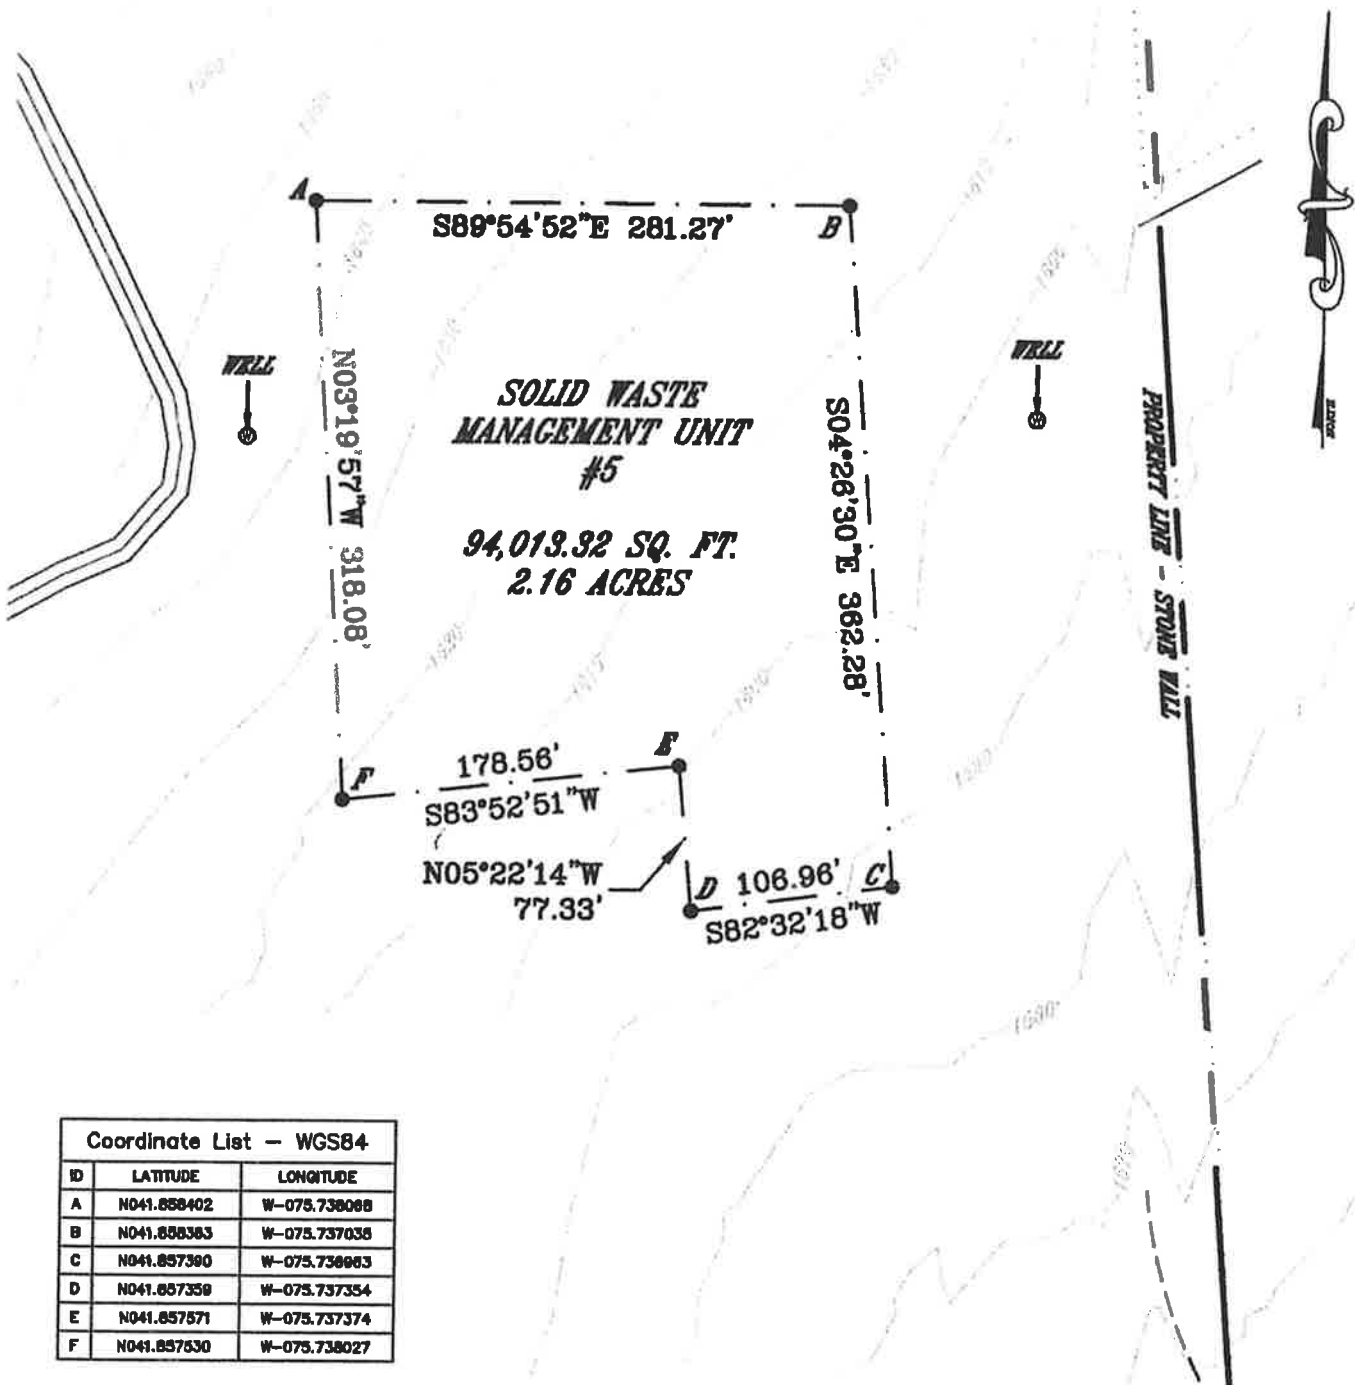 A
S89°54'52"E 281.27'
B
WELL
WELL
N03°19'57"W 318.08'
SOLID WASTE
MANAGEMENT UNIT
#5
94,013.32 SQ. FT.
2.16 ACRES
S04°26'30"E 362.28'
PROPERTY LINE - STONE WALL
F
178.56'
S83°52'51"W
E
N05°22'14"W
77.33'
D
106.96'
C
S82°32'18"W
1680'
Coordinate List – WGS84
ID LATITUDE LONGITUDE
A N041.858402 W-075.738068
B N041.858383 W-075.737035
C N041.857390 W-075.736963
D N041.857359 W-075.737354
E N041.857571 W-075.737374
F N041.857530 W-075.738027